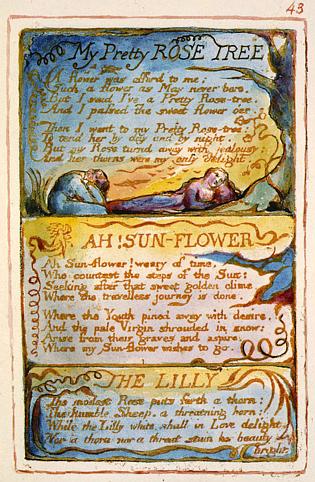 43
My Pretty ROSE TREE
A flower was offerd to me:
Such a flower as May never bore.
But I said I've a Pretty Rose-tree.
And I passed the sweet flower o'er.
Then I went to my Pretty Rose-tree:
To tend her by day and by night.
But my Rose turnd away with jealousy:
And her thorns were my only delight.
AH! SUN-FLOWER
Ah Sun-flower! weary of time,
Who countest the steps of the Sun:
Seeking after that sweet golden clime
Where the travellers journey is done.
Where the Youth pined away with desire,
And the pale Virgin shrouded in snow:
Arise from their graves and aspire,
Where my Sun-flower wishes to go.
THE LILLY
The modest Rose puts forth a thorn:
The humble Sheep, a threatning horn:
While the Lilly white, shall in Love delight,
Nor a thorn nor a threat stain her beauty
bright